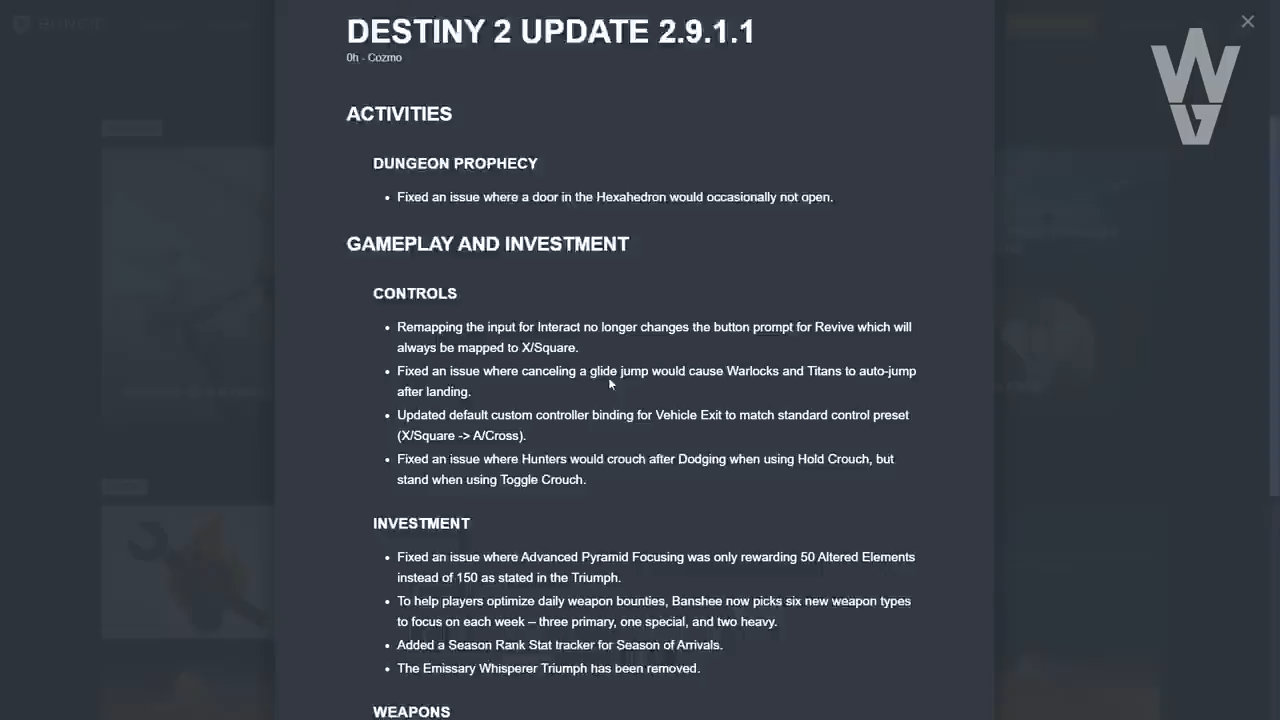 DESTINY 2 UPDATE 2.9.1.1
0h - Cozmo
ACTIVITIES
DUNGEON PROPHECY
• Fixed an issue where a door in the Hexahedron would occasionally not open.
GAMEPLAY AND INVESTMENT
CONTROLS
• Remapping the input for Interact no longer changes the button prompt for Revive which will
always be mapped to X/Square.
• Fixed an issue where canceling a glide jump would cause Warlocks and Titans to auto-jump
after landing.
• Updated default custom controller binding for Vehicle Exit to match standard control preset
(X/Square -> A/Cross).
• Fixed an issue where Hunters would crouch after Dodging when using Hold Crouch, but
stand when using Toggle Crouch.
INVESTMENT
• Fixed an issue where Advanced Pyramid Focusing was only rewarding 50 Altered Elements
instead of 150 as stated in the Triumph.
• To help players optimize daily weapon bounties, Banshee now picks six new weapon types
to focus on each week – three primary, one special, and two heavy.
• Added a Season Rank Stat tracker for Season of Arrivals.
• The Emissary Whisperer Triumph has been removed.
WEAPONS